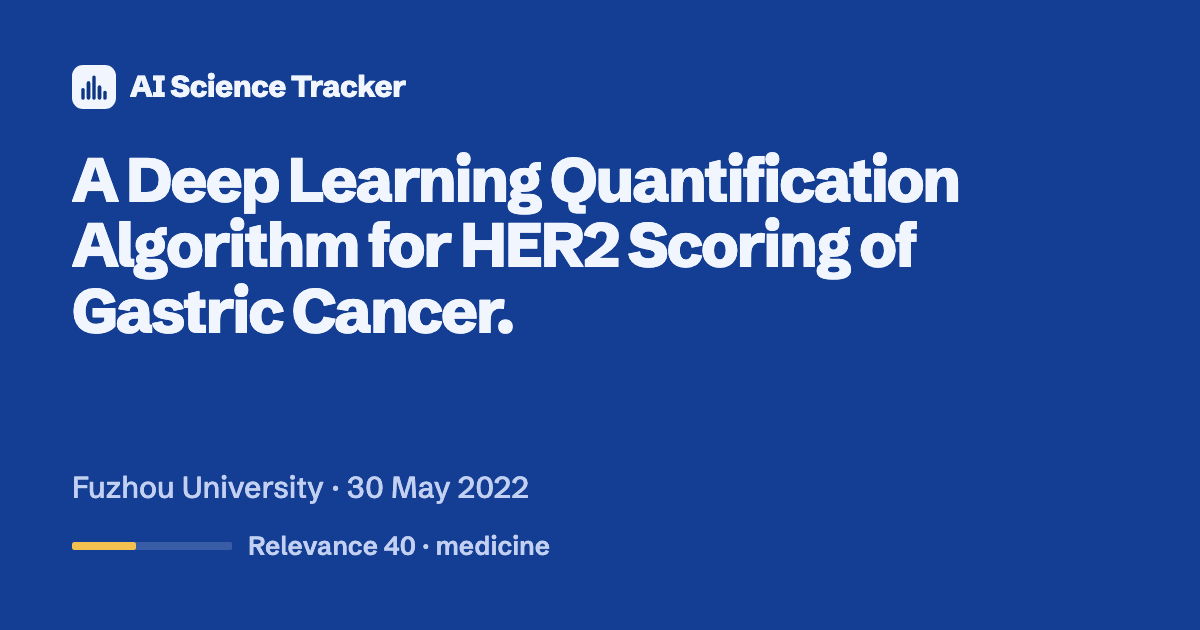 AI Science Tracker
A Deep Learning Quantification
Algorithm for HER2 Scoring of
Gastric Cancer.
Fuzhou University · 30 May 2022
Relevance 40 · medicine